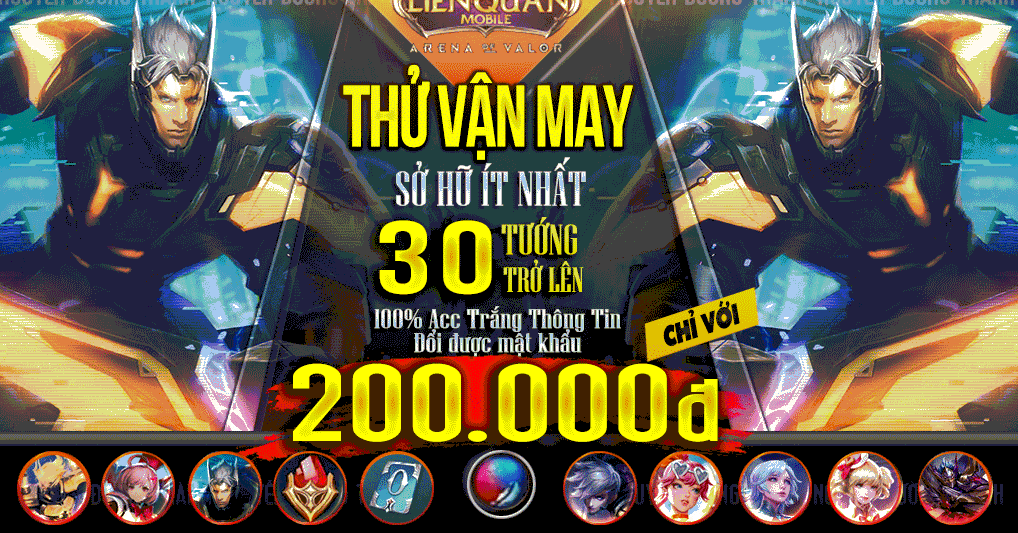 LIÊN QUÂN
MOBILE
ARENA OF VALOR
THỬ VẬN MAY
SỞ HỮ ÍT NHẤT
30 TƯỚNG
TRỞ LÊN
100% Acc Trắng Thông Tin
Đổi được mật khẩu
CHỈ VỚI
200.000đ